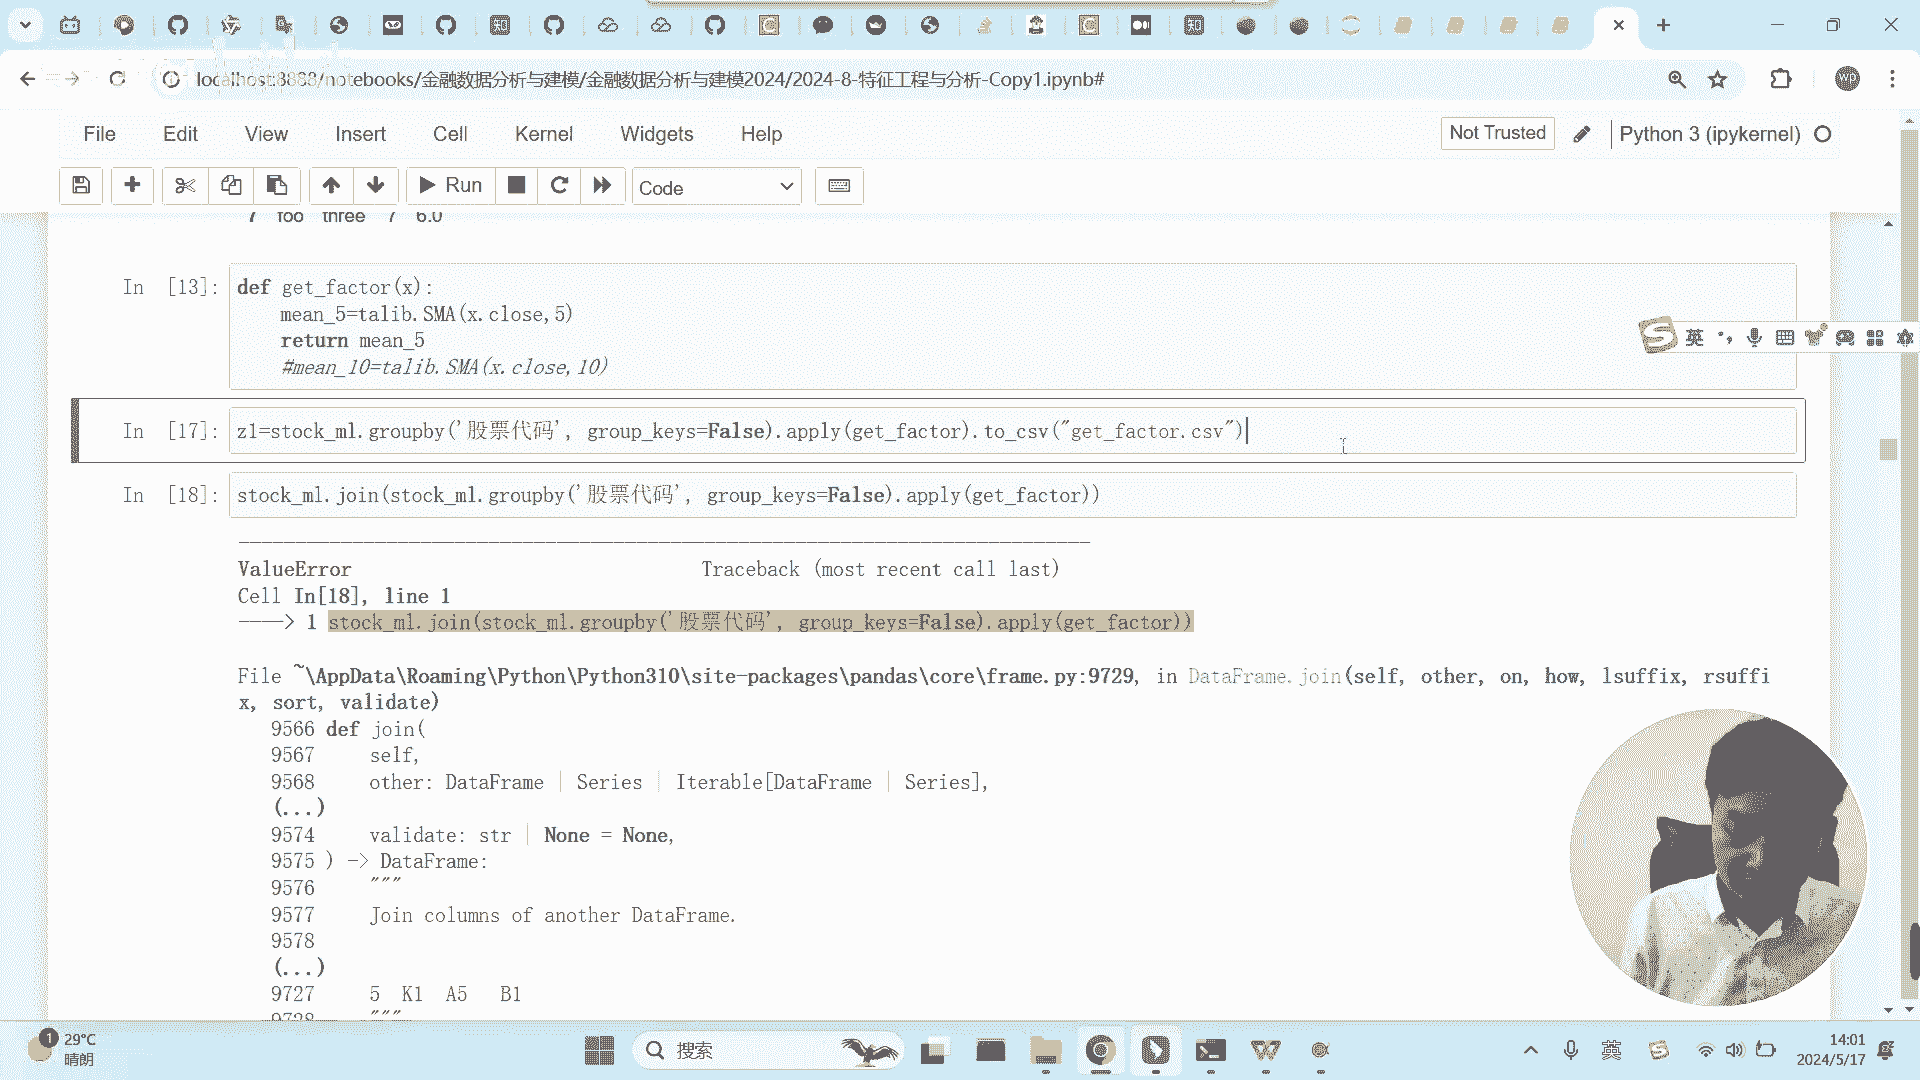 localhost:8888/notebooks/金融数据分析与建模/金融数据分析与建模2024/2024-8-特征工程与分析-Copy1.ipynb#
wp
File Edit View Insert Cell Kernel Widgets Help
Not Trusted
Python 3 (ipykernel)
Run
Code
7 foo three 7 6.0
In [13]: def get_factor(x):
mean_5=talib.SMA(x.close,5)
return mean_5
#mean_10=talib.SMA(x.close,10)
英
In [17]: z1=stock_ml.groupby('股票代码', group_keys=False).apply(get_factor).to_csv("get_factor.csv")
In [18]: stock_ml.join(stock_ml.groupby('股票代码', group_keys=False).apply(get_factor))
ValueError Traceback (most recent call last)
Cell In[18], line 1
----> 1 stock_ml.join(stock_ml.groupby('股票代码', group_keys=False).apply(get_factor))
File ~\AppData\Roaming\Python\Python310\site-packages\pandas\core\frame.py:9729, in DataFrame.join(self, other, on, how, lsuffix, rsuffi
x, sort, validate)
9566 def join(
9567 self,
9568 other: DataFrame | Series | Iterable[DataFrame | Series],
(...)
9574 validate: str | None = None,
9575 ) -> DataFrame:
9576 """
9577 Join columns of another DataFrame.
9578
(...)
9727 5 K1 A5 B1
9728 """
1
29°C
晴朗
搜索
英
14:01
2024/5/17